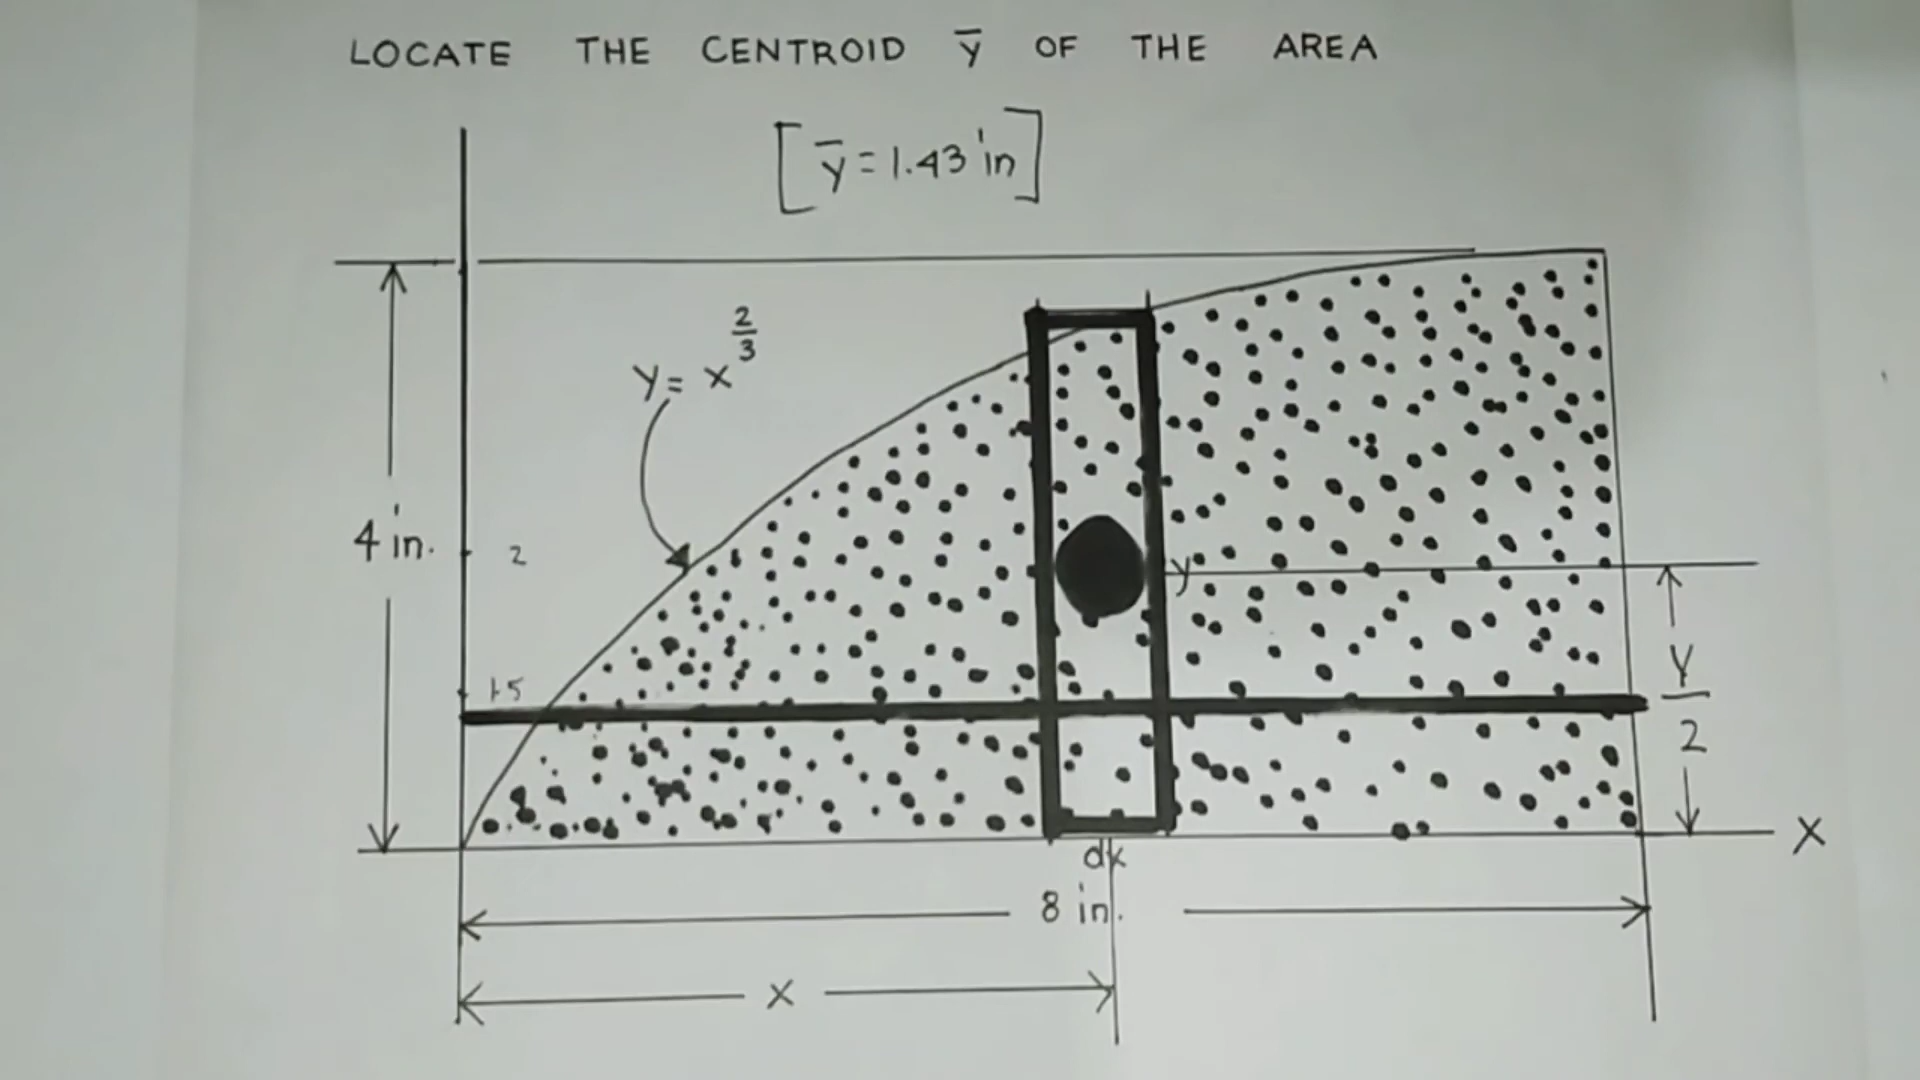 LOCATE THE CENTROID ȳ OF THE AREA
[ȳ = 1.43 in]
y = x^(2/3)
4 in.
2
1.5
y
y/2
X
dx
8 in.
x